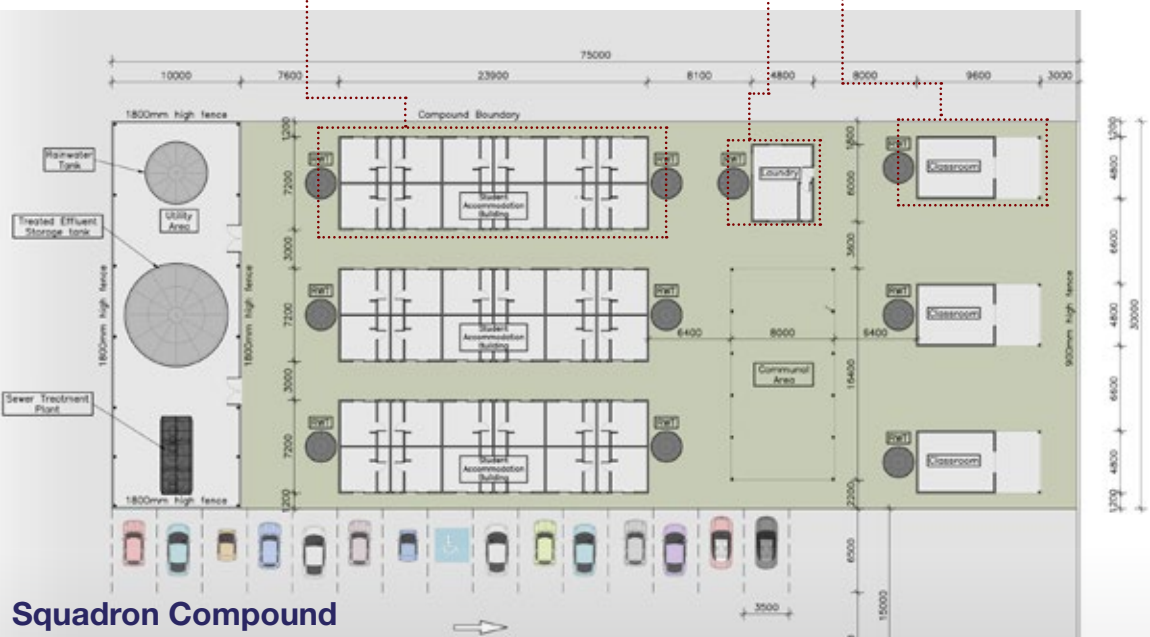 75000
10000
7600
23900
8100
4800
8000
9600
3000
1800mm high fence
Compound Boundary
Rainwater
Tank
Utility
Area
Treated Effluent
Storage tank
1800mm high fence
1800mm high fence
Sewer Treatment
Plant
1800mm high fence
1200
7200
3000
7200
3000
7200
1200
RWT
Student
Accommodation
Building
RWT
RWT
Student
Accommodation
Building
RWT
RWT
Student
Accommodation
Building
RWT
RWT
Laundry
1800
6000
3600
6400
8000
6400
Communal
Area
16400
2200
RWT
Classroom
RWT
Classroom
RWT
Classroom
900mm high fence
1200
4800
6600
4800
6600
4800
1200
30000
6500
15000
3500
Squadron Compound